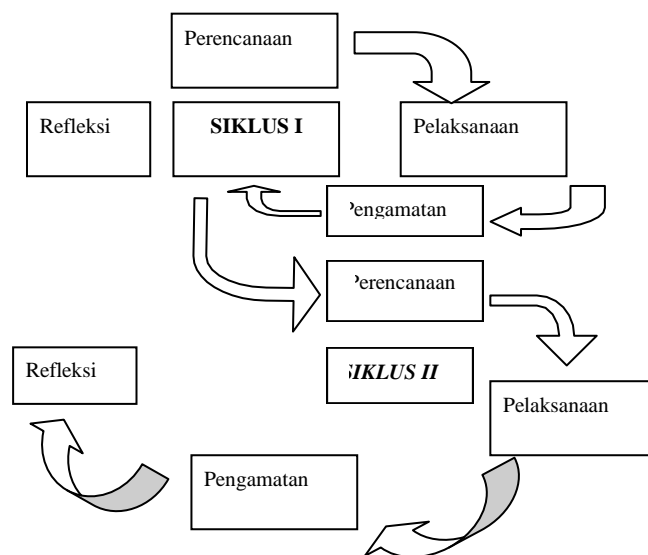 Perencanaan
Refleksi
SIKLUS I
Pelaksanaan
Pengamatan
Perencanaan
Refleksi
SIKLUS II
Pelaksanaan
Pengamatan